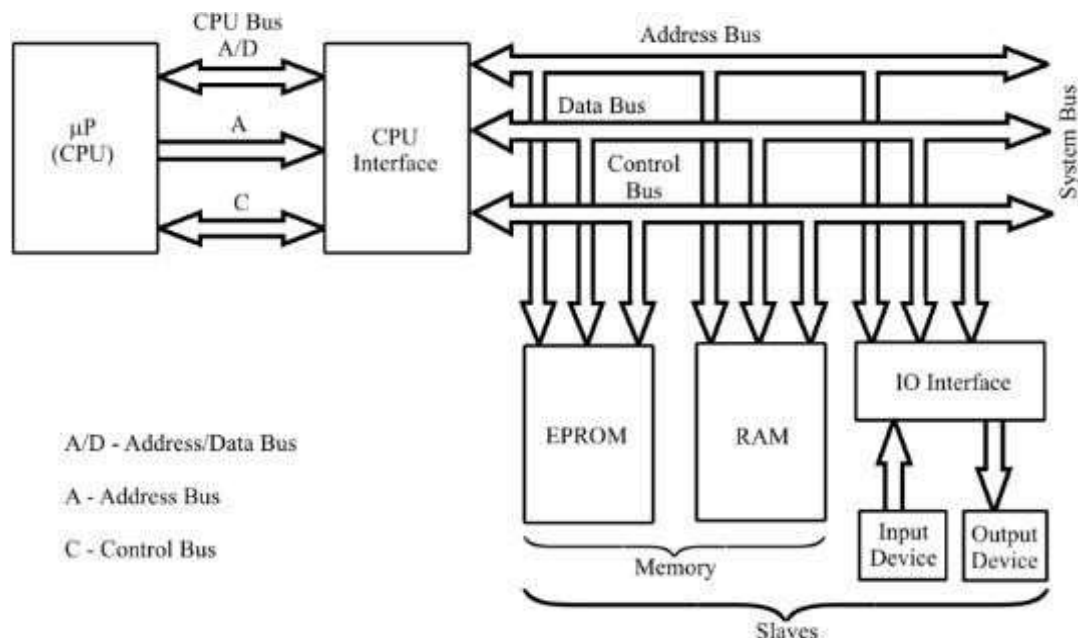 CPU Bus
A/D
μP
(CPU)
A
C
CPU
Interface
Address Bus
Data Bus
Control
Bus
System Bus
EPROM
RAM
IO Interface
Input
Device
Output
Device
Memory
Slaves
A/D - Address/Data Bus
A - Address Bus
C - Control Bus